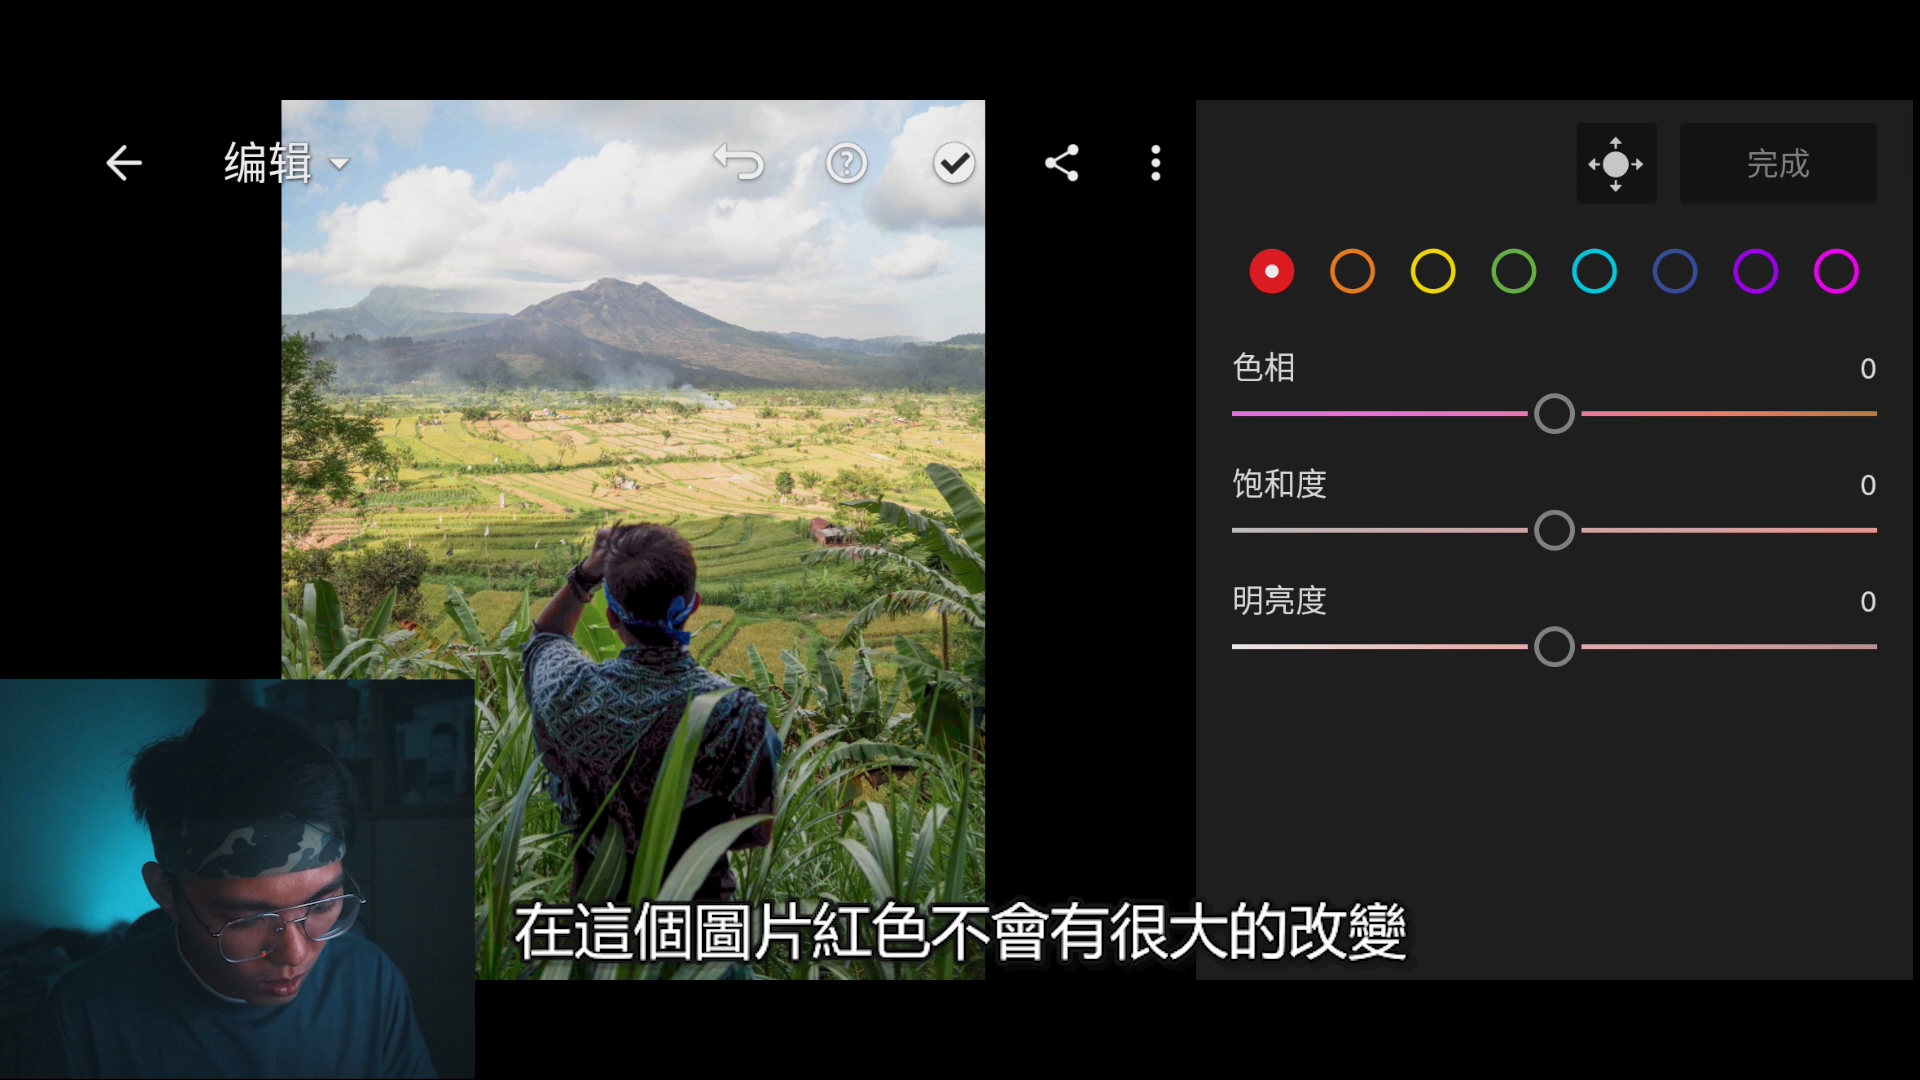 编辑
完成
色相 0
饱和度 0
明亮度 0
在這個圖片紅色不會有很大的改變